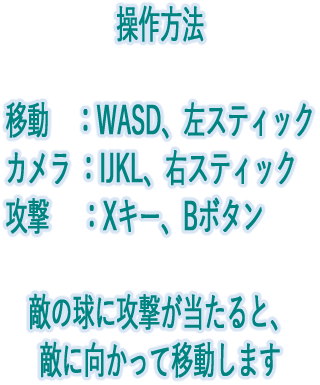 操作方法
移動　：WASD、左スティック
カメラ：IJKL、右スティック
攻撃　：Xキー、Bボタン
敵の球に攻撃が当たると、
敵に向かって移動します